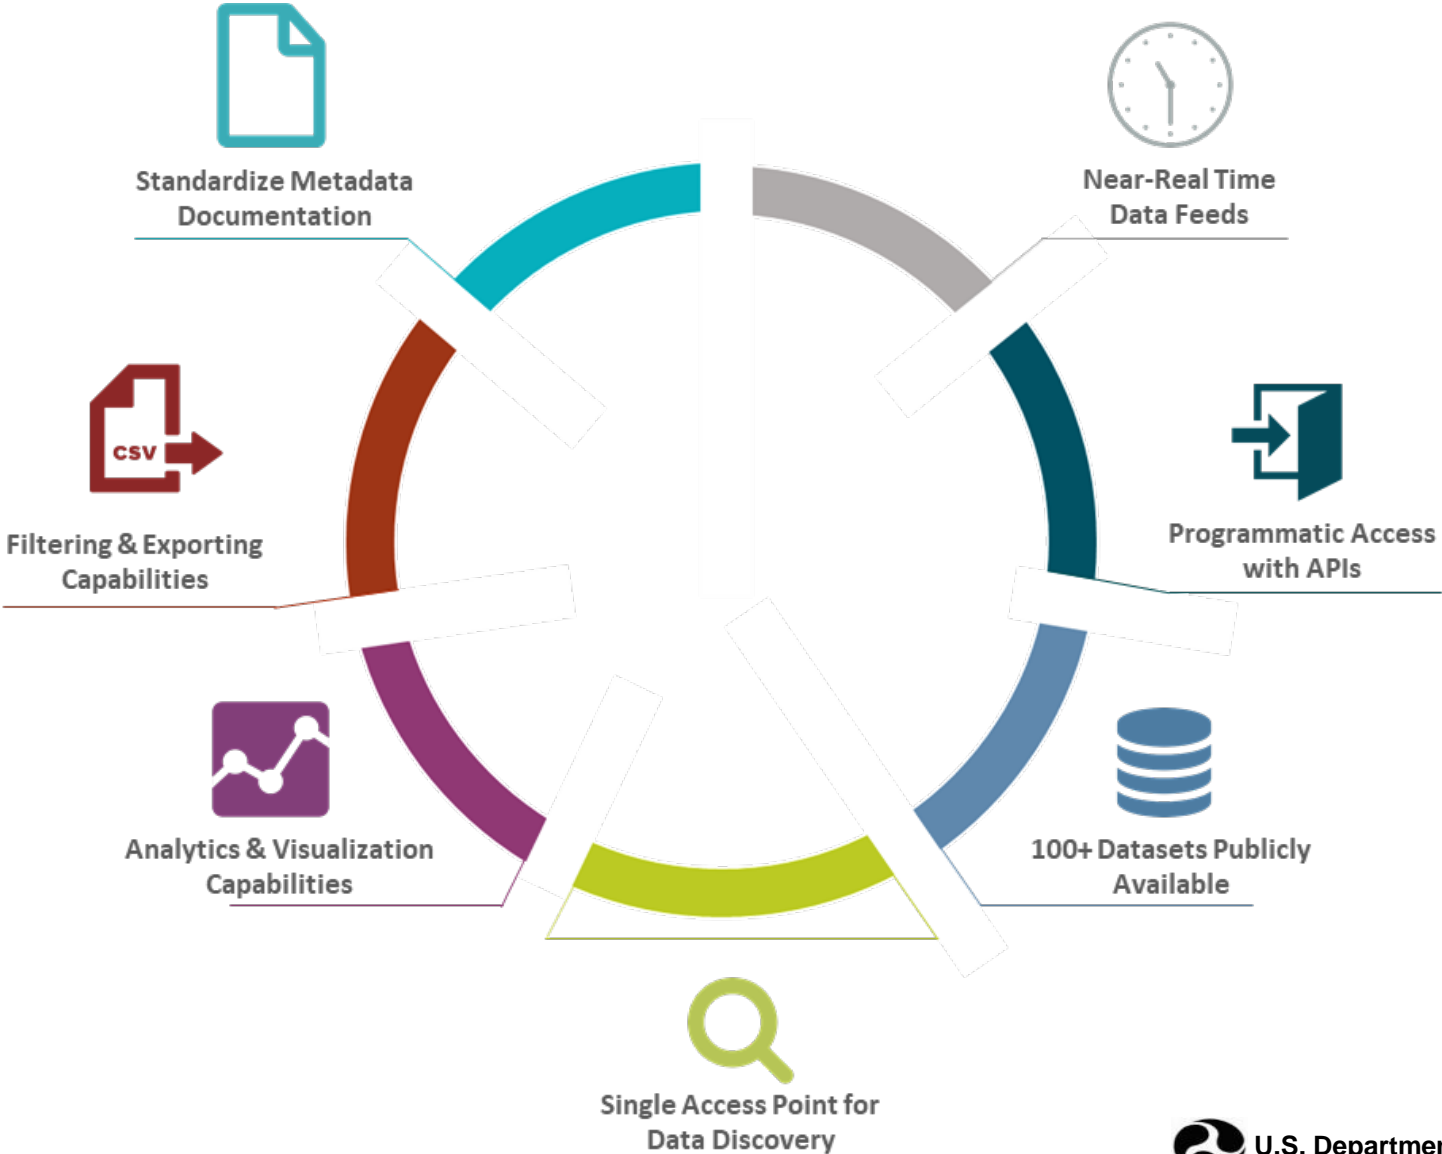 Standardize Metadata
Documentation
Near-Real Time
Data Feeds
CSV
Filtering & Exporting
Capabilities
Programmatic Access
with APIs
Analytics & Visualization
Capabilities
100+ Datasets Publicly
Available
Single Access Point for
Data Discovery
U.S.